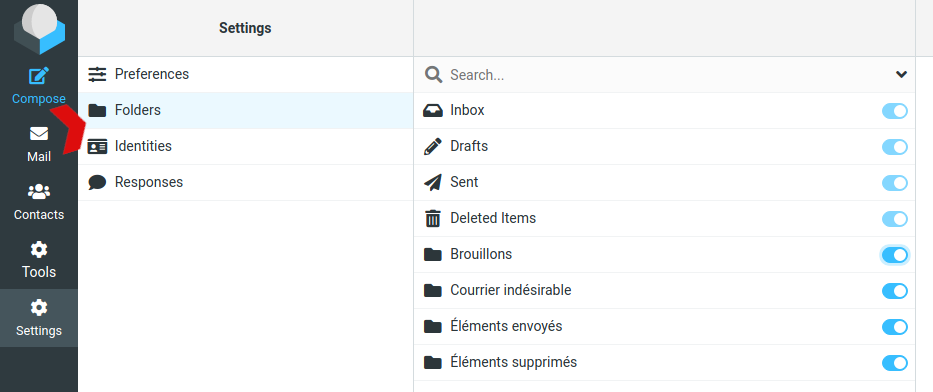 Settings
Compose
Mail
Contacts
Tools
Settings
Preferences
Folders
Identities
Responses
Search...
Inbox
Drafts
Sent
Deleted Items
Brouillons
Courrier indésirable
Éléments envoyés
Éléments supprimés